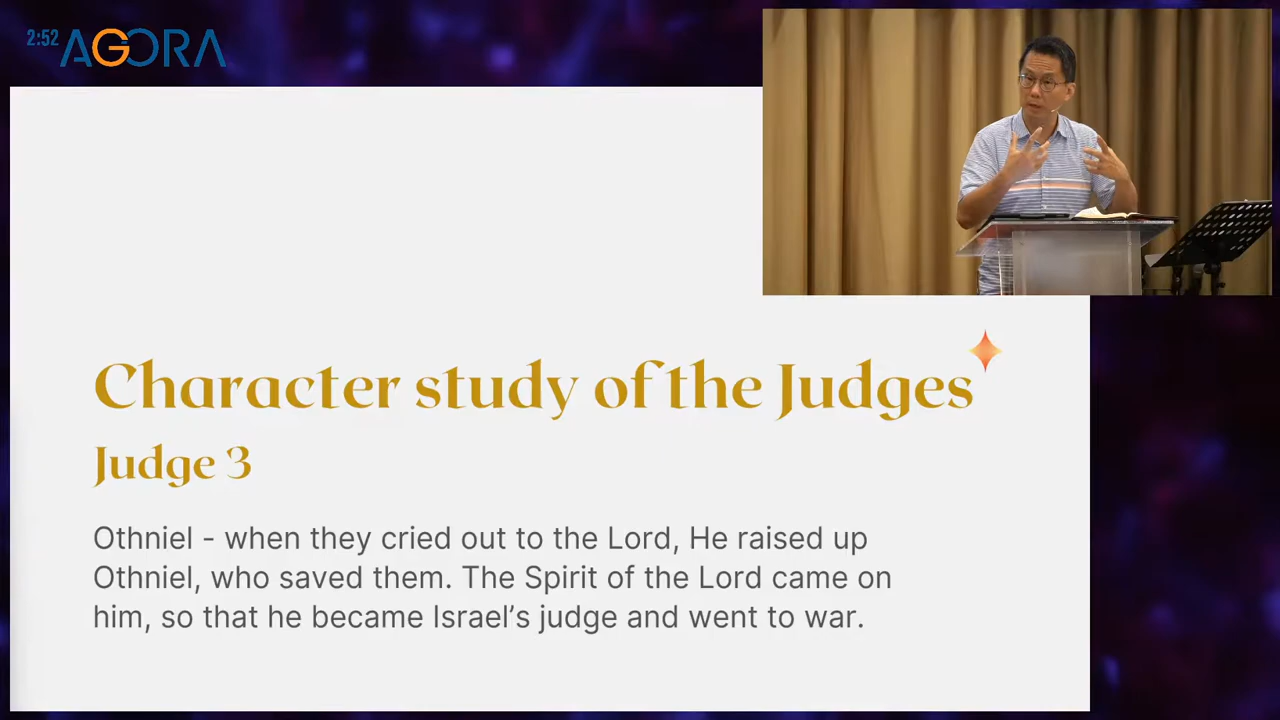 2:52 AGORA
Character study of the Judges
Judge 3
Othniel - when they cried out to the Lord, He raised up
Othniel, who saved them. The Spirit of the Lord came on
him, so that he became Israel’s judge and went to war.